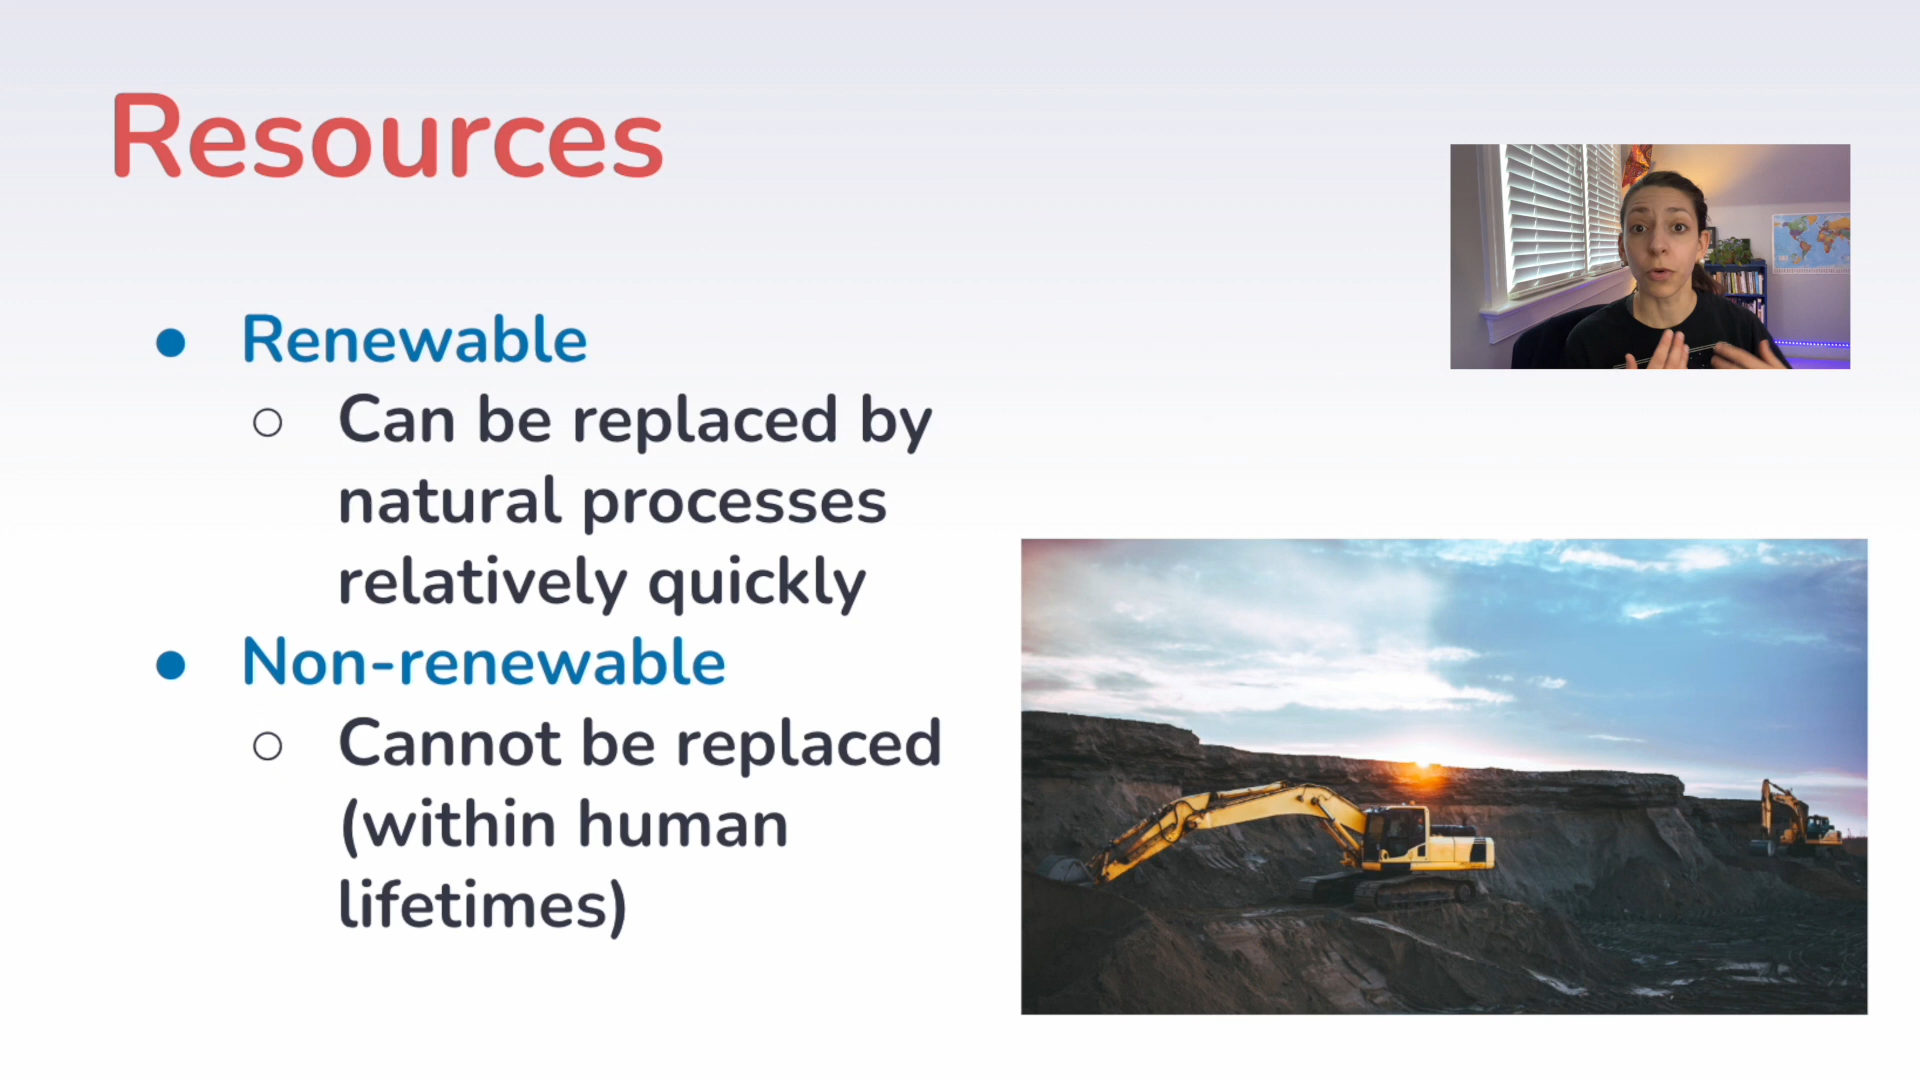 Resources
● Renewable
○ Can be replaced by
natural processes
relatively quickly
● Non-renewable
○ Cannot be replaced
(within human
lifetimes)